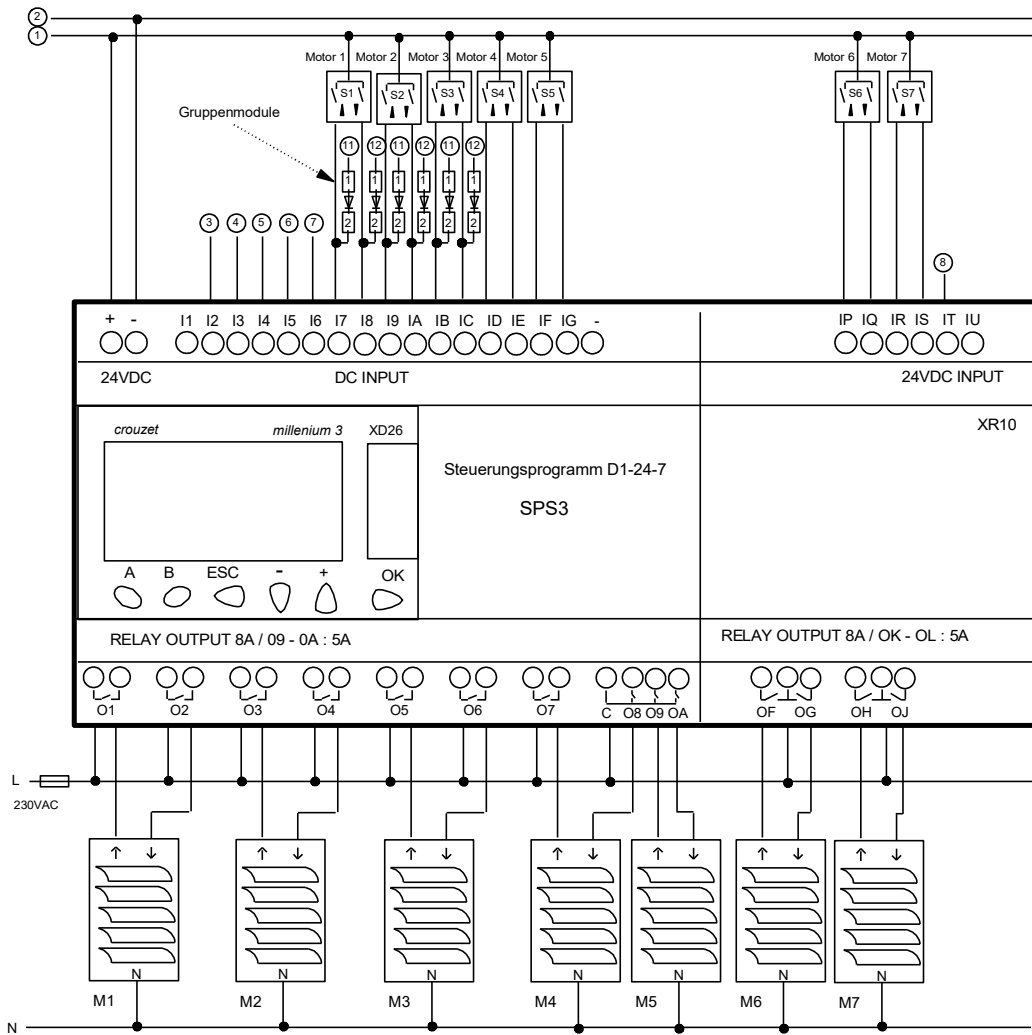 2
1
Motor 1 Motor 2 Motor 3 Motor 4 Motor 5 Motor 6 Motor 7
S1 S2 S3 S4 S5 S6 S7
Gruppenmodule
11 12 11 12 11 12
1 1 1 1 1 1
2 2 2 2 2 2
3 4 5 6 7
8
+ - I1 I2 I3 I4 I5 I6 I7 I8 I9 IA IB IC ID IE IF IG - IP IQ IR IS IT IU
24VDC DC INPUT 24VDC INPUT
crouzet millenium 3 XD26 XR10
Steuerungsprogramm D1-24-7
SPS3
A B ESC - + OK
RELAY OUTPUT 8A / 09 - 0A : 5A RELAY OUTPUT 8A / OK - OL : 5A
O1 O2 O3 O4 O5 O6 O7 C O8 O9 OA OF OG OH OJ
L
230VAC
N N N N N N N
M1 M2 M3 M4 M5 M6 M7
N